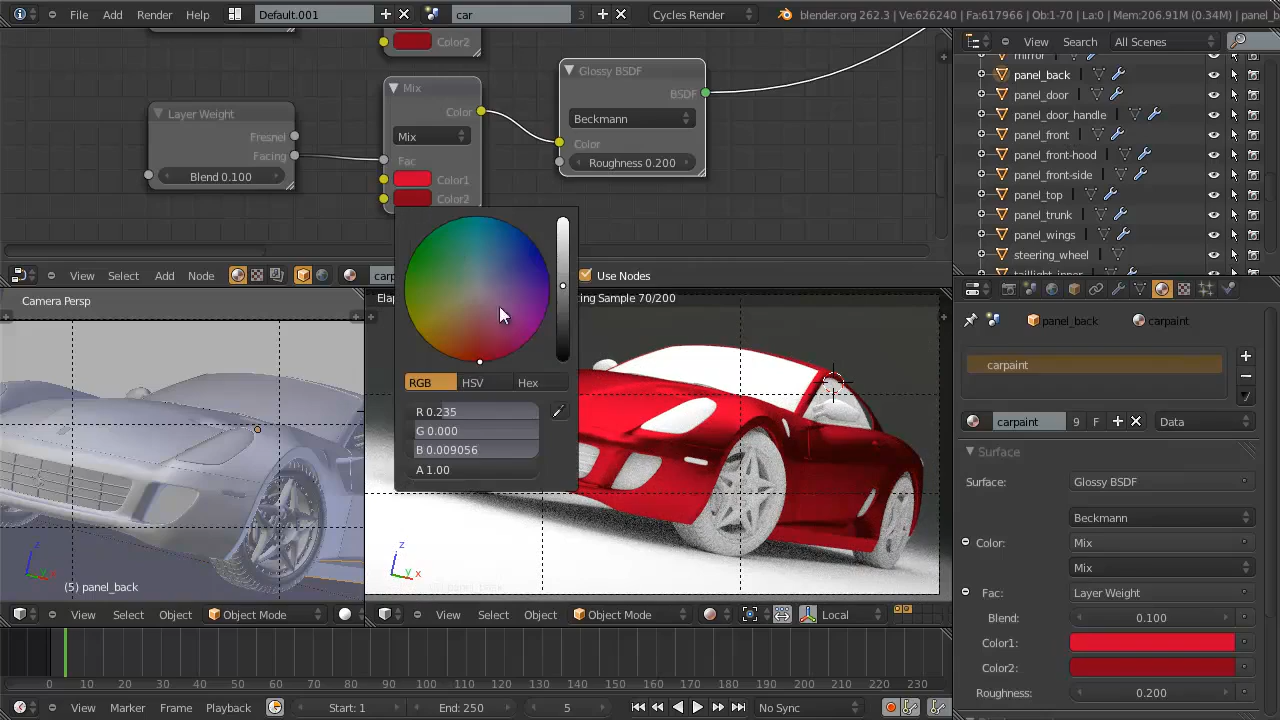 File Add Render Help Default.001 car 3 Cycles Render blender.org 262.3 | Ve:626240 | Fa:617966 | Ob:1-70 | La:0 | Mem:206.91M (0.34M) | panel_b
Color2
Mix
Color
Mix
Fac
Color1
Color2
Layer Weight
Fresnel
Facing
Blend 0.100
Glossy BSDF
BSDF
Beckmann
Color
Roughness 0.200
View Select Add Node carp Use Nodes
RGB HSV Hex
R 0.235
G 0.000
B 0.009056
A 1.00
Camera Persp
(5) panel_back
View Select Object Object Mode
Elap ing Sample 70/200
View Select Object Object Mode Local
0 10 20 30 40 50 60 70 80 90 100 110 120 130 140 150 160 170 180 190 200 210 220 230
View Marker Frame Playback Start: 1 End: 250 5 No Sync
View Search All Scenes
mirror
panel_back
panel_door
panel_door_handle
panel_front
panel_front-hood
panel_front-side
panel_top
panel_trunk
panel_wings
steering_wheel
taillight_inner
panel_back carpaint
carpaint
carpaint 9 F Data
Surface
Surface: Glossy BSDF
Beckmann
Color: Mix
Mix
Fac: Layer Weight
Blend: 0.100
Color1:
Color2:
Roughness: 0.200